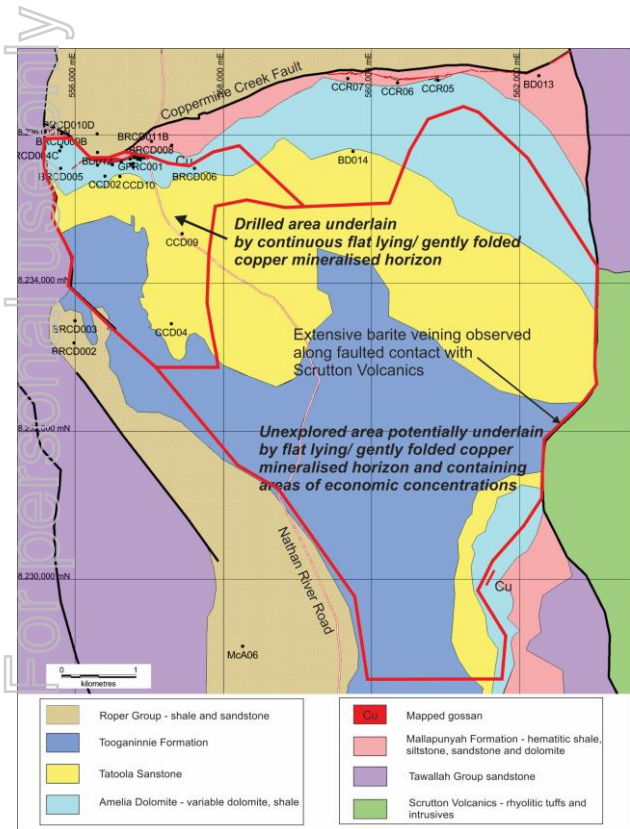 For personal use only
556,000 mE
558,000 mE
560,000 mE
562,000 mE
Coppermine Creek Fault
CCR07
CCR06
CCR05
BD013
BRCD010D
BRCD009B
BRCD011B
BRCD008
Cu
GPRC001
BRCD005
CCD02
CCD10
BRCD006
BD014
Drilled area underlain
by continuous flat lying/ gently folded
copper mineralised horizon
CCD09
8,234,000 mN
BRCD003
BRCD002
CCD04
Extensive barite veining observed
along faulted contact with
Scrutton Volcanics
Unexplored area potentially underlain
by flat lying/ gently folded copper
mineralised horizon and containing
areas of economic concentrations
8,230,000 mN
Nathan River Road
Cu
McA06
0 1
kilometres
Roper Group - shale and sandstone
Tooganinnie Formation
Tatoola Sanstone
Amelia Dolomite - variable dolomite, shale
Cu Mapped gossan
Mallapunyah Formation - hematitic shale,
siltstone, sandstone and dolomite
Tawallah Group sandstone
Scrutton Volcanics - rhyolitic tuffs and
intrusives